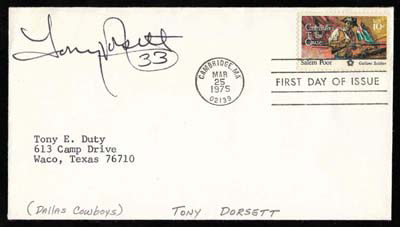 Tony Dorsett
33
CAMBRIDGE, MA
MAR
25
1975
02139
Contributors
To The
Cause...
10c
Salem Poor
Gallant Soldier
FIRST DAY OF ISSUE
Tony E. Duty
613 Camp Drive
Waco, Texas 76710
(Dallas Cowboys)
TONY DORSETT